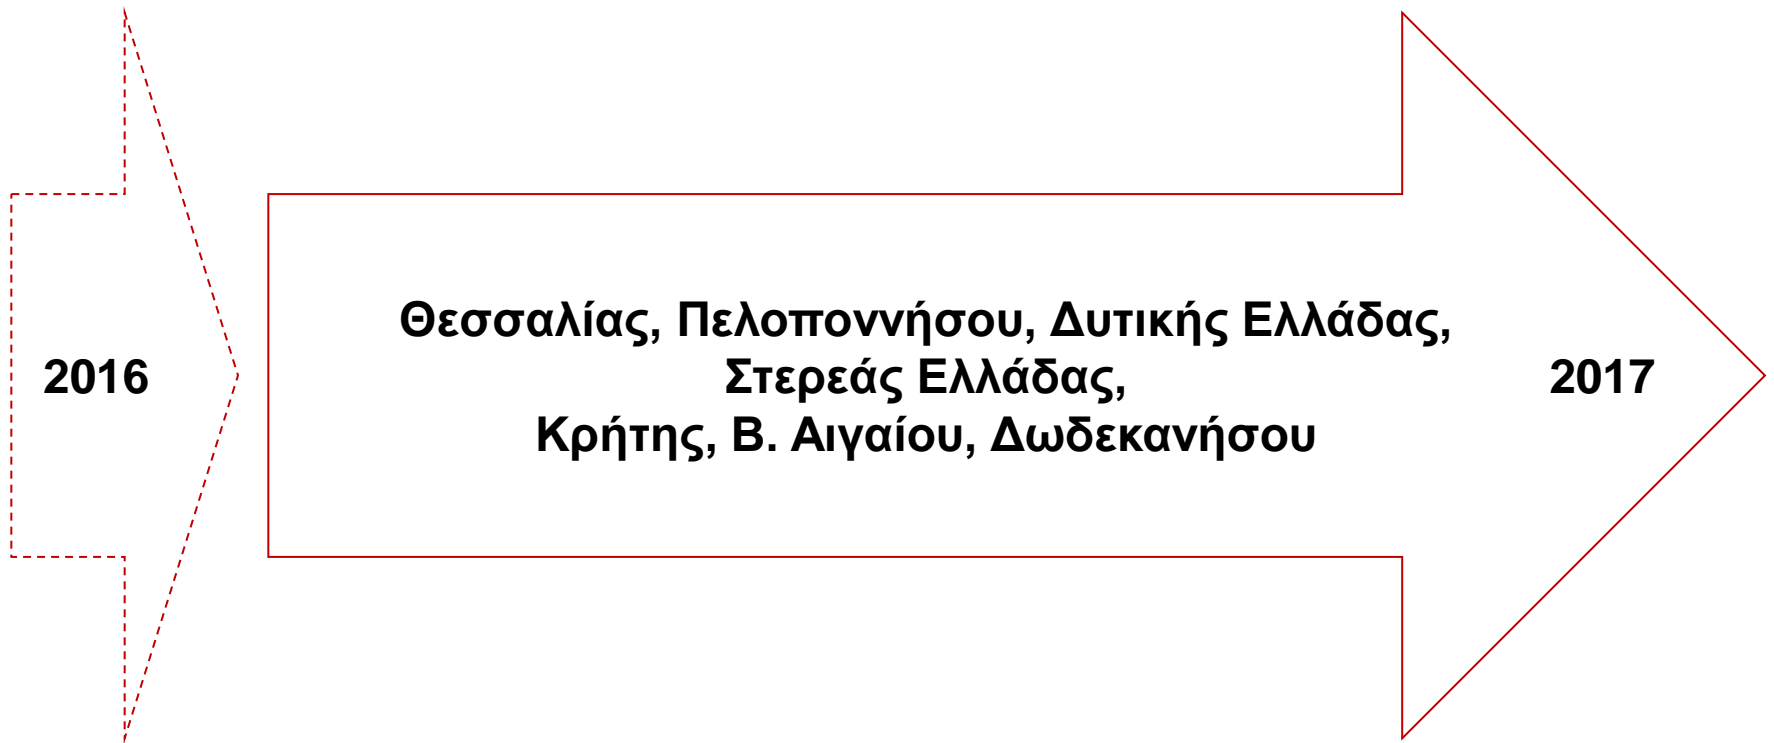 2016
Θεσσαλίας, Πελοποννήσου, Δυτικής Ελλάδας,
Στερεάς Ελλάδας,
Κρήτης, Β. Αιγαίου, Δωδεκανήσου
2017